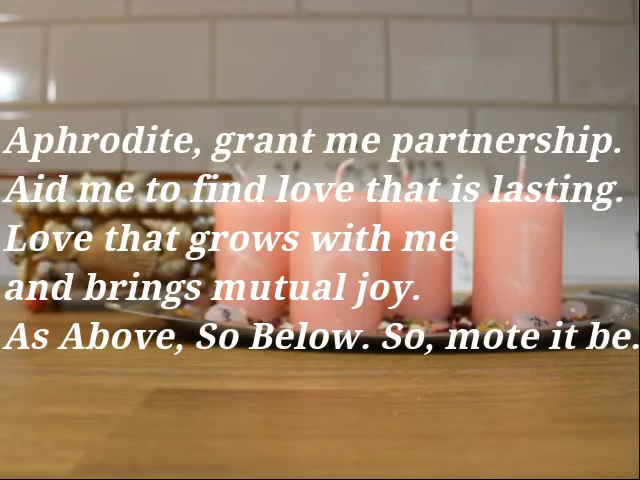 Aphrodite, grant me partnership.
Aid me to find love that is lasting.
Love that grows with me
and brings mutual joy.
As Above, So Below. So, mote it be.